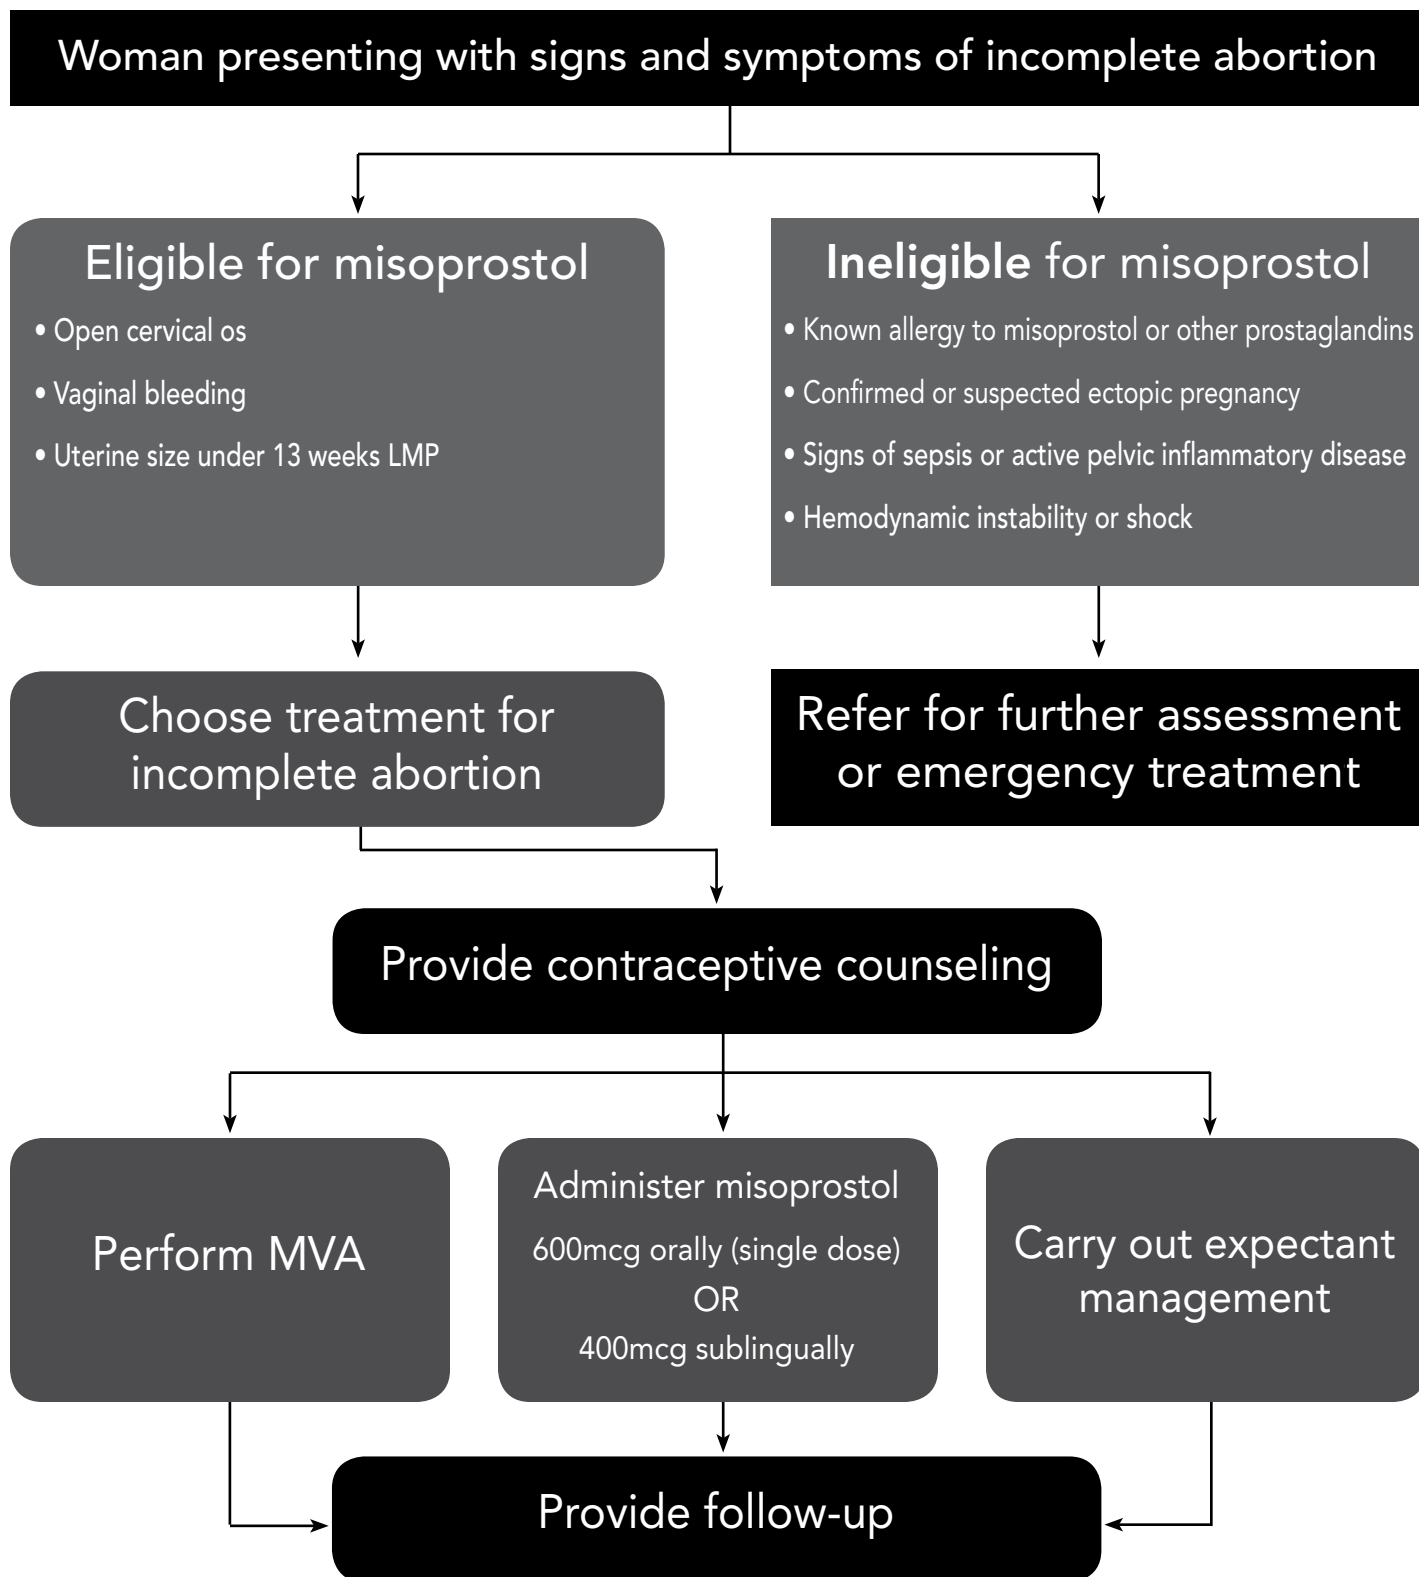 Woman presenting with signs and symptoms of incomplete abortion
Eligible for misoprostol
• Open cervical os
• Vaginal bleeding
• Uterine size under 13 weeks LMP
Ineligible for misoprostol
• Known allergy to misoprostol or other prostaglandins
• Confirmed or suspected ectopic pregnancy
• Signs of sepsis or active pelvic inflammatory disease
• Hemodynamic instability or shock
Choose treatment for
incomplete abortion
Refer for further assessment
or emergency treatment
Provide contraceptive counseling
Perform MVA
Administer misoprostol
600mcg orally (single dose)
OR
400mcg sublingually
Carry out expectant
management
Provide follow-up